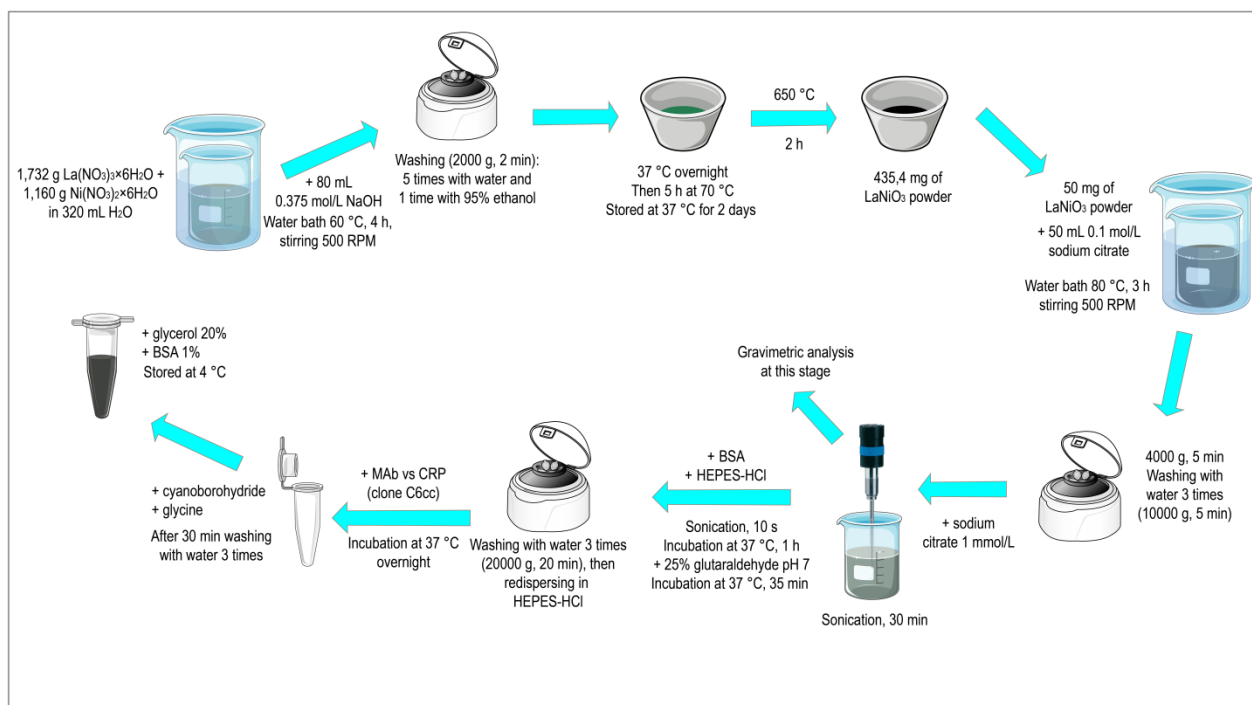 1,732 g La(NO₃)₃×6H₂O +
1,160 g Ni(NO₃)₂×6H₂O
in 320 mL H₂O
+ 80 mL
0.375 mol/L NaOH
Water bath 60 °C, 4 h,
stirring 500 RPM
Washing (2000 g, 2 min):
5 times with water and
1 time with 95% ethanol
37 °C overnight
Then 5 h at 70 °C
Stored at 37 °C for 2 days
650 °C
2 h
435,4 mg of
LaNiO₃ powder
50 mg of
LaNiO₃ powder
+ 50 mL 0.1 mol/L
sodium citrate
Water bath 80 °C, 3 h
stirring 500 RPM
4000 g, 5 min
Washing with
water 3 times
(10000 g, 5 min)
+ sodium
citrate 1 mmol/L
Sonication, 30 min
Gravimetric analysis
at this stage
+ BSA
+ HEPES-HCl
Sonication, 10 s
Incubation at 37 °C, 1 h
+ 25% glutaraldehyde pH 7
Incubation at 37 °C, 35 min
Washing with water 3 times
(20000 g, 20 min), then
redispersing in
HEPES-HCl
+ MAb vs CRP
(clone C6cc)
Incubation at 37 °C
overnight
+ cyanoborohydride
+ glycine
After 30 min washing
with water 3 times
+ glycerol 20%
+ BSA 1%
Stored at 4 °C